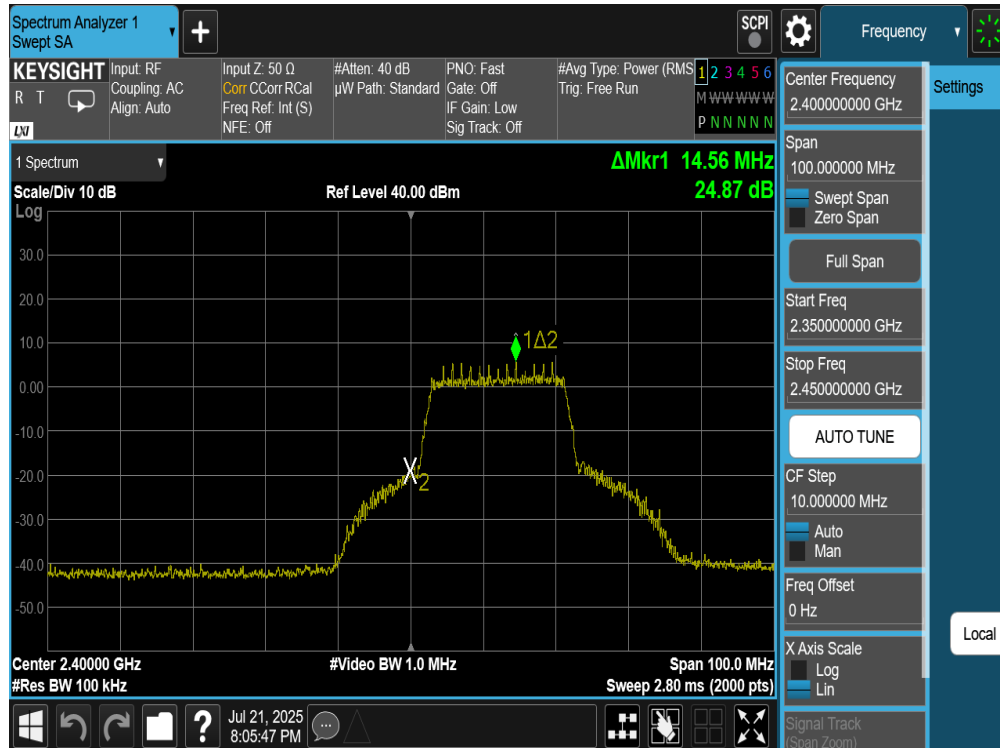 Spectrum Analyzer 1
Swept SA
+
SCPI
Frequency
KEYSIGHT
R T
LXI
Input: RF
Coupling: AC
Align: Auto
Input Z: 50 Ω
Corr CCorr RCal
Freq Ref: Int (S)
NFE: Off
#Atten: 40 dB
µW Path: Standard
PNO: Fast
Gate: Off
IF Gain: Low
Sig Track: Off
#Avg Type: Power (RMS
Trig: Free Run
1 2 3 4 5 6
M W W W W W
P N N N N N
1 Spectrum
Scale/Div 10 dB
Ref Level 40.00 dBm
ΔMkr1 14.56 MHz
24.87 dB
Log
30.0
20.0
10.0
0.00
-10.0
-20.0
-30.0
-40.0
-50.0
1Δ2
X2
Center 2.40000 GHz
#Video BW 1.0 MHz
Span 100.0 MHz
#Res BW 100 kHz
Sweep 2.80 ms (2000 pts)
?
Jul 21, 2025
8:05:47 PM
Center Frequency
2.400000000 GHz
Span
100.000000 MHz
Swept Span
Zero Span
Full Span
Start Freq
2.350000000 GHz
Stop Freq
2.450000000 GHz
AUTO TUNE
CF Step
10.000000 MHz
Auto
Man
Freq Offset
0 Hz
X Axis Scale
Log
Lin
Signal Track
(Span Zoom)
Settings
Local